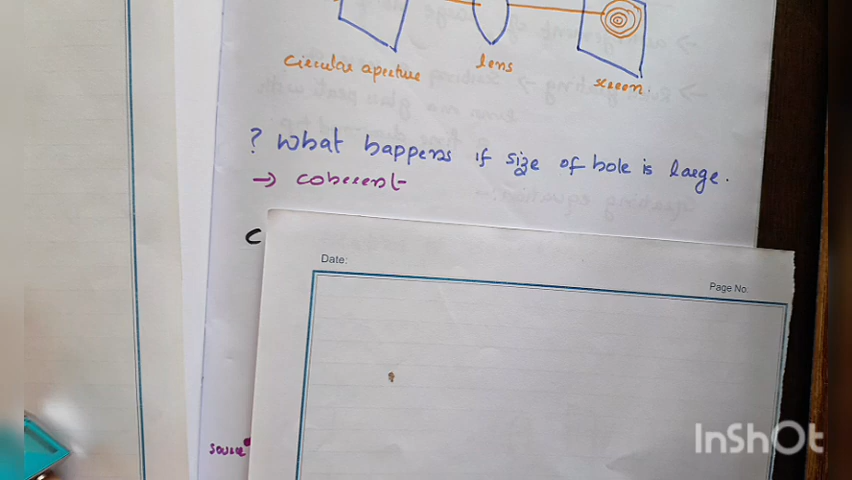 circular aperture
lens
screen.
? What happens if size of hole is large.
→ coherent
C
Date:
Page No.
source
InShOt